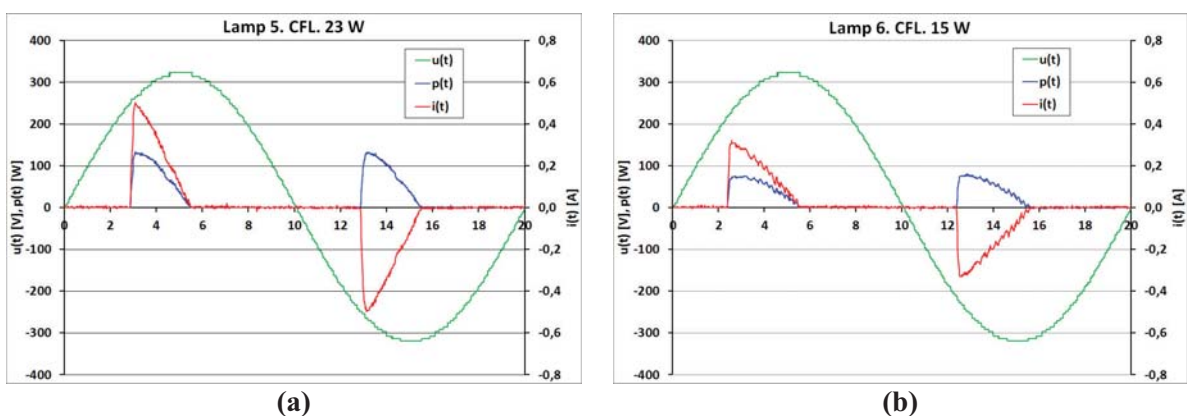 Lamp 5. CFL. 23 W
400
300
200
100
0
-100
-200
-300
-400
u(t) [V], p(t) [W]
0 2 4 6 8 10 12 14 16 18 20
0,8
0,6
0,4
0,2
0,0
-0,2
-0,4
-0,6
-0,8
i(t) [A]
u(t)
p(t)
i(t)
(a)
Lamp 6. CFL. 15 W
400
300
200
100
0
-100
-200
-300
-400
u(t) [V], p(t) [W]
0 2 4 6 8 10 12 14 16 18 20
0,8
0,6
0,4
0,2
0,0
-0,2
-0,4
-0,6
-0,8
i(t) [A]
u(t)
p(t)
i(t)
(b)